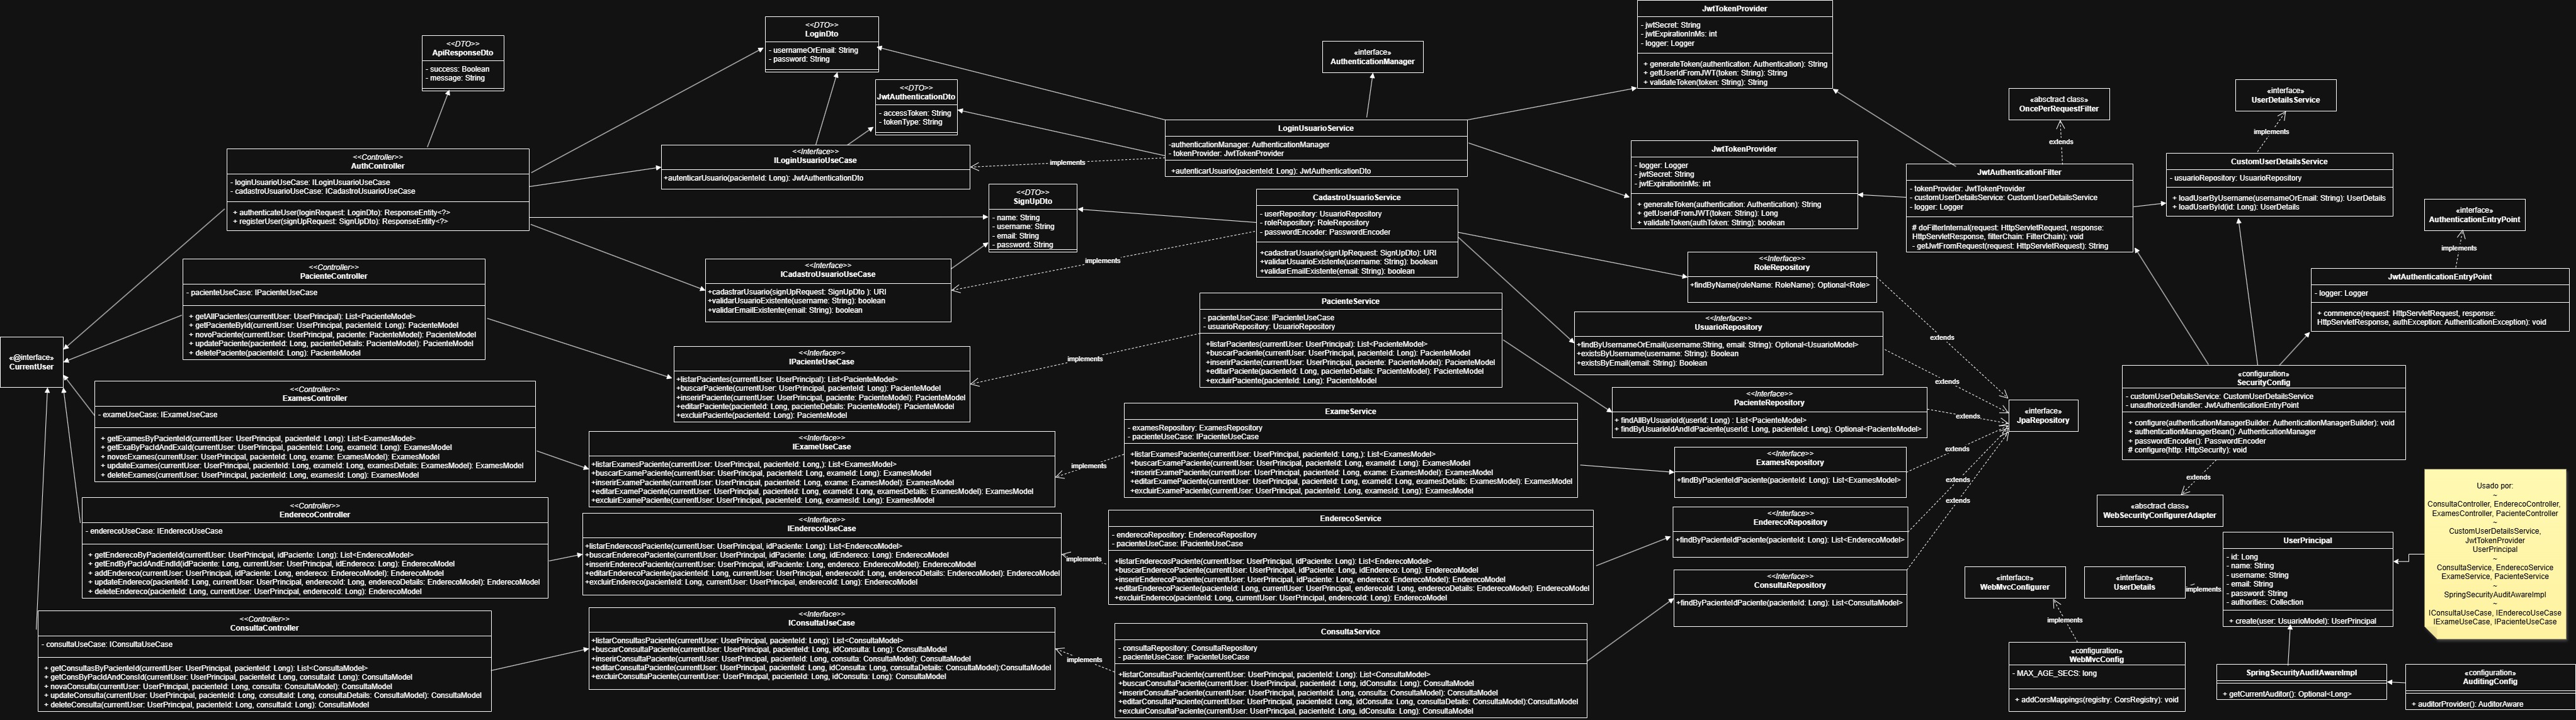 <<DTO>>
ApiResponseDto
- success: Boolean
- message: String
<<DTO>>
LoginDto
- usernameOrEmail: String
- password: String
<<DTO>>
JwtAuthenticationDto
- accessToken: String
- tokenType: String
«interface»
AuthenticationManager
JwtTokenProvider
- jwtSecret: String
- jwtExpirationInMs: int
- logger: Logger
+ generateToken(authentication: Authentication): String
+ getUserIdFromJWT(token: String): String
+ validateToken(token: String): String
«absctract class»
OncePerRequestFilter
extends
«interface»
UserDetailsService
implements
<<Controller>>
AuthController
- loginUsuarioUseCase: ILoginUsuarioUseCase
- cadastroUsuarioUseCase: ICadastroUsuarioUseCase
+ authenticateUser(loginRequest: LoginDto): ResponseEntity<?>
+ registerUser(signUpRequest: SignUpDto): ResponseEntity<?>
<<Interface>>
ILoginUsuarioUseCase
+autenticarUsuario(pacienteId: Long): JwtAuthenticationDto
implements
LoginUsuarioService
-authenticationManager: AuthenticationManager
- tokenProvider: JwtTokenProvider
+autenticarUsuario(pacienteId: Long): JwtAuthenticationDto
JwtTokenProvider
- logger: Logger
- jwtSecret: String
- jwtExpirationInMs: int
+ generateToken(authentication: Authentication): String
+ getUserIdFromJWT(token: String): Long
+ validateToken(authToken: String): boolean
JwtAuthenticationFilter
- tokenProvider: JwtTokenProvider
- customUserDetailsService: CustomUserDetailsService
- logger: Logger
# doFilterInternal(request: HttpServletRequest, response:
HttpServletResponse, filterChain: FilterChain): void
- getJwtFromRequest(request: HttpServletRequest): String
CustomUserDetailsService
- usuarioRepository: UsuarioRepository
+ loadUserByUsername(usernameOrEmail: String): UserDetails
+ loadUserById(id: Long): UserDetails
«interface»
AuthenticationEntryPoint
implements
JwtAuthenticationEntryPoint
- logger: Logger
+ commence(request: HttpServletRequest, response:
HttpServletResponse, authException: AuthenticationException): void
<<DTO>>
SignUpDto
- name: String
- username: String
- email: String
- password: String
<<Interface>>
ICadastroUsuarioUseCase
+cadastrarUsuario(signUpRequest: SignUpDto ): URI
+validarUsuarioExistente(username: String): boolean
+validarEmailExistente(email: String): boolean
implements
CadastroUsuarioService
- userRepository: UsuarioRepository
- roleRepository: RoleRepository
- passwordEncoder: PasswordEncoder
+cadastrarUsuario(signUpRequest: SignUpDto): URI
+validarUsuarioExistente(username: String): boolean
+validarEmailExistente(email: String): boolean
<<Interface>>
RoleRepository
+findByName(roleName: RoleName): Optional<Role>
<<Interface>>
UsuarioRepository
+findByUsernameOrEmail(username:String, email: String): Optional<UsuarioModel>
+existsByUsername(username: String): Boolean
+existsByEmail(email: String): Boolean
extends
extends
extends
extends
extends
extends
«interface»
JpaRepository
<<Controller>>
PacienteController
- pacienteUseCase: IPacienteUseCase
+ getAllPacientes(currentUser: UserPrincipal): List<PacienteModel>
+ getPacienteById(currentUser: UserPrincipal, pacienteId: Long): PacienteModel
+ novoPaciente(currentUser: UserPrincipal, paciente: PacienteModel): PacienteModel
+ updatePaciente(pacienteId: Long, pacienteDetails: PacienteModel): PacienteModel
+ deletePaciente(pacienteId: Long): PacienteModel
«@interface»
CurrentUser
<<Interface>>
IPacienteUseCase
+listarPacientes(currentUser: UserPrincipal): List<PacienteModel>
+buscarPaciente(currentUser: UserPrincipal, pacienteId: Long): PacienteModel
+inserirPaciente(currentUser: UserPrincipal, paciente: PacienteModel): PacienteModel
+editarPaciente(pacienteId: Long, pacienteDetails: PacienteModel): PacienteModel
+excluirPaciente(pacienteId: Long): PacienteModel
implements
PacienteService
- pacienteUseCase: IPacienteUseCase
- usuarioRepository: UsuarioRepository
+listarPacientes(currentUser: UserPrincipal): List<PacienteModel>
+buscarPaciente(currentUser: UserPrincipal, pacienteId: Long): PacienteModel
+inserirPaciente(currentUser: UserPrincipal, paciente: PacienteModel): PacienteModel
+editarPaciente(pacienteId: Long, pacienteDetails: PacienteModel): PacienteModel
+excluirPaciente(pacienteId: Long): PacienteModel
<<Interface>>
PacienteRepository
+ findAllByUsuarioId(userId: Long) : List<PacienteModel>
+ findByUsuarioIdAndIdPaciente(userId: Long, pacienteId: Long): Optional<PacienteModel>
«configuration»
SecurityConfig
- customUserDetailsService: CustomUserDetailsService
- unauthorizedHandler: JwtAuthenticationEntryPoint
+ configure(authenticationManagerBuilder: AuthenticationManagerBuilder): void
+ authenticationManagerBean(): AuthenticationManager
+ passwordEncoder(): PasswordEncoder
# configure(http: HttpSecurity): void
extends
«absctract class»
WebSecurityConfigurerAdapter
<<Controller>>
ExamesController
- exameUseCase: IExameUseCase
+ getExamesByPacienteId(currentUser: UserPrincipal, pacienteId: Long): List<ExamesModel>
+ getExaByPacIdAndExaId(currentUser: UserPrincipal, pacienteId: Long, exameId: Long): ExamesModel
+ novosExames(currentUser: UserPrincipal, pacienteId: Long, exame: ExamesModel): ExamesModel
+ updateExames(currentUser: UserPrincipal, pacienteId: Long, exameId: Long, examesDetails: ExamesModel): ExamesModel
+ deleteExames(currentUser: UserPrincipal, pacienteId: Long, examesId: Long): ExamesModel
<<Interface>>
IExameUseCase
+listarExamesPaciente(currentUser: UserPrincipal, pacienteId: Long,): List<ExamesModel>
+buscarExamePaciente(currentUser: UserPrincipal, pacienteId: Long, exameId: Long): ExamesModel
+inserirExamePaciente(currentUser: UserPrincipal, pacienteId: Long, exame: ExamesModel): ExamesModel
+editarExamePaciente(currentUser: UserPrincipal, pacienteId: Long, exameId: Long, examesDetails: ExamesModel): ExamesModel
+excluirExamePaciente(currentUser: UserPrincipal, pacienteId: Long, examesId: Long): ExamesModel
implements
ExameService
- examesRepository: ExamesRepository
- pacienteUseCase: IPacienteUseCase
+listarExamesPaciente(currentUser: UserPrincipal, pacienteId: Long,): List<ExamesModel>
+buscarExamePaciente(currentUser: UserPrincipal, pacienteId: Long, exameId: Long): ExamesModel
+inserirExamePaciente(currentUser: UserPrincipal, pacienteId: Long, exame: ExamesModel): ExamesModel
+editarExamePaciente(currentUser: UserPrincipal, pacienteId: Long, exameId: Long, examesDetails: ExamesModel): ExamesModel
+excluirExamePaciente(currentUser: UserPrincipal, pacienteId: Long, examesId: Long): ExamesModel
<<Interface>>
ExamesRepository
+findByPacienteIdPaciente(pacienteId: Long): List<ExamesModel>
<<Controller>>
EnderecoController
- enderecoUseCase: IEnderecoUseCase
+ getEnderecoByPacienteId(currentUser: UserPrincipal, idPaciente: Long): List<EnderecoModel>
+ getEndByPacIdAndEndId(idPaciente: Long, currentUser: UserPrincipal, idEndereco: Long): EnderecoModel
+ addEndereco(currentUser: UserPrincipal, idPaciente: Long, endereco: EnderecoModel): EnderecoModel
+ updateEndereco(pacienteId: Long, currentUser: UserPrincipal, enderecoId: Long, enderecoDetails: EnderecoModel): EnderecoModel
+ deleteEndereco(pacienteId: Long, currentUser: UserPrincipal, enderecoId: Long): EnderecoModel
<<Interface>>
IEnderecoUseCase
+listarEnderecosPaciente(currentUser: UserPrincipal, idPaciente: Long): List<EnderecoModel>
+buscarEnderecoPaciente(currentUser: UserPrincipal, idPaciente: Long, idEndereco: Long): EnderecoModel
+inserirEnderecoPaciente(currentUser: UserPrincipal, idPaciente: Long, endereco: EnderecoModel): EnderecoModel
+editarEnderecoPaciente(pacienteId: Long, currentUser: UserPrincipal, enderecoId: Long, enderecoDetails: EnderecoModel): EnderecoModel
+excluirEndereco(pacienteId: Long, currentUser: UserPrincipal, enderecoId: Long): EnderecoModel
implements
EnderecoService
- enderecoRepository: EnderecoRepository
- pacienteUseCase: IPacienteUseCase
+listarEnderecosPaciente(currentUser: UserPrincipal, idPaciente: Long): List<EnderecoModel>
+buscarEnderecoPaciente(currentUser: UserPrincipal, idPaciente: Long, idEndereco: Long): EnderecoModel
+inserirEnderecoPaciente(currentUser: UserPrincipal, idPaciente: Long, endereco: EnderecoModel): EnderecoModel
+editarEnderecoPaciente(pacienteId: Long, currentUser: UserPrincipal, enderecoId: Long, enderecoDetails: EnderecoModel): EnderecoModel
+excluirEndereco(pacienteId: Long, currentUser: UserPrincipal, enderecoId: Long): EnderecoModel
<<Interface>>
EnderecoRepository
+findByPacienteIdPaciente(pacienteId: Long): List<EnderecoModel>
<<Controller>>
ConsultaController
- consultaUseCase: IConsultaUseCase
+ getConsultasByPacienteId(currentUser: UserPrincipal, pacienteId: Long): List<ConsultaModel>
+ getConsByPacIdAndConsId(currentUser: UserPrincipal, pacienteId: Long, consultaId: Long): ConsultaModel
+ novaConsulta(currentUser: UserPrincipal, pacienteId: Long, consulta: ConsultaModel): ConsultaModel
+ updateConsulta(currentUser: UserPrincipal, pacienteId: Long, consultaId: Long, consultaDetails: ConsultaModel): ConsultaModel
+ deleteConsulta(currentUser: UserPrincipal, pacienteId: Long, consultaId: Long): ConsultaModel
<<Interface>>
IConsultaUseCase
+listarConsultasPaciente(currentUser: UserPrincipal, pacienteId: Long): List<ConsultaModel>
+buscarConsultaPaciente(currentUser: UserPrincipal, pacienteId: Long, idConsulta: Long): ConsultaModel
+inserirConsultaPaciente(currentUser: UserPrincipal, pacienteId: Long, consulta: ConsultaModel): ConsultaModel
+editarConsultaPaciente(currentUser: UserPrincipal, pacienteId: Long, idConsulta: Long, consultaDetails: ConsultaModel):ConsultaModel
+excluirConsultaPaciente(currentUser: UserPrincipal, pacienteId: Long, idConsulta: Long): ConsultaModel
implements
ConsultaService
- consultaRepository: ConsultaRepository
- pacienteUseCase: IPacienteUseCase
+listarConsultasPaciente(currentUser: UserPrincipal, pacienteId: Long): List<ConsultaModel>
+buscarConsultaPaciente(currentUser: UserPrincipal, pacienteId: Long, idConsulta: Long): ConsultaModel
+inserirConsultaPaciente(currentUser: UserPrincipal, pacienteId: Long, consulta: ConsultaModel): ConsultaModel
+editarConsultaPaciente(currentUser: UserPrincipal, pacienteId: Long, idConsulta: Long, consultaDetails: ConsultaModel):ConsultaModel
+excluirConsultaPaciente(currentUser: UserPrincipal, pacienteId: Long, idConsulta: Long): ConsultaModel
<<Interface>>
ConsultaRepository
+findByPacienteIdPaciente(pacienteId: Long): List<ConsultaModel>
«interface»
WebMvcConfigurer
implements
«configuration»
WebMvcConfig
- MAX_AGE_SECS: long
+ addCorsMappings(registry: CorsRegistry): void
«interface»
UserDetails
implements
UserPrincipal
- id: Long
- name: String
- username: String
- email: String
- password: String
- authorities: Collection
+ create(user: UsuarioModel): UserPrincipal
Usado por:
~
ConsultaController, EnderecoController,
ExamesController, PacienteController
~
CustomUserDetailsService,
JwtTokenProvider
UserPrincipal
~
ConsultaService, EnderecoService
ExameService, PacienteService
~
SpringSecurityAuditAwareImpl
~
IConsultaUseCase, IEnderecoUseCase
IExameUseCase, IPacienteUseCase
SpringSecurityAuditAwareImpl
+ getCurrentAuditor(): Optional<Long>
«configuration»
AuditingConfig
+ auditorProvider(): AuditorAware